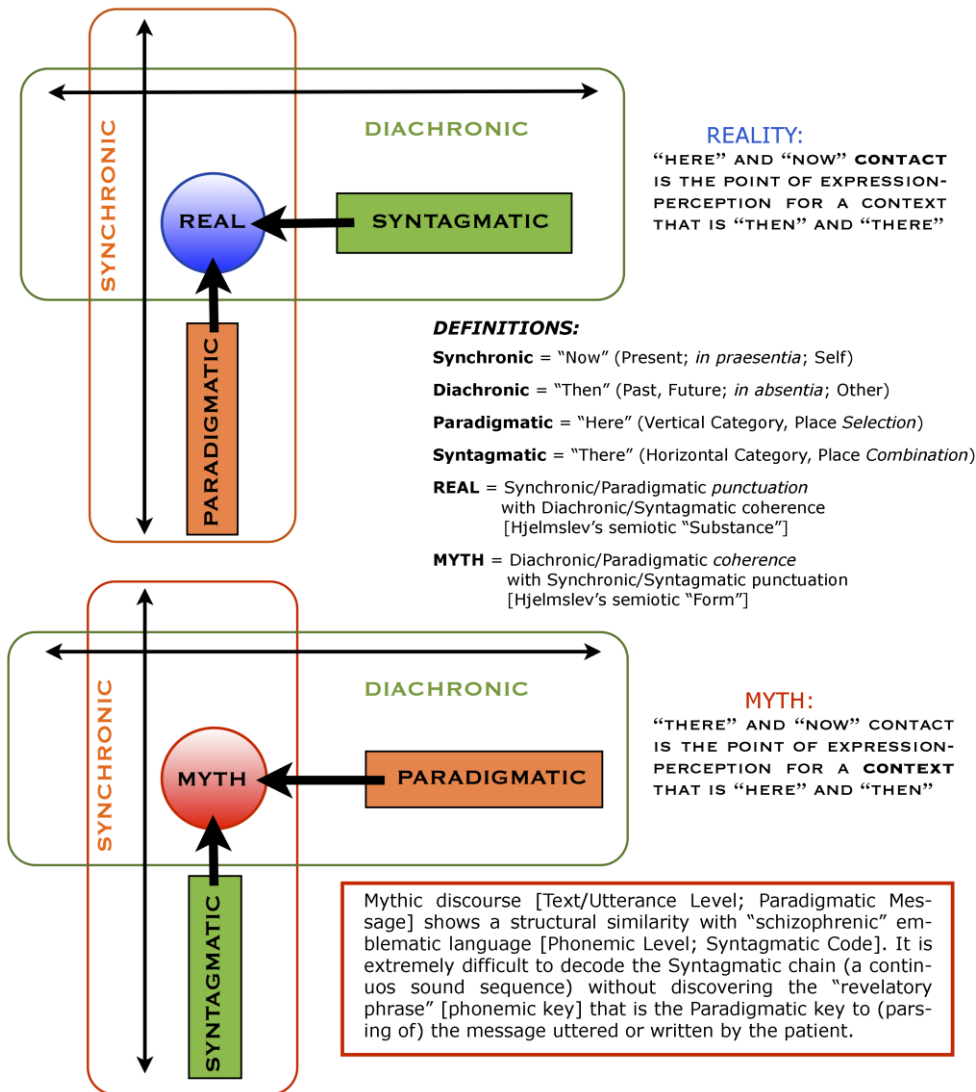 SYNCHRONIC
DIACHRONIC
REAL
SYNTAGMATIC
PARADIGMATIC
REALITY:
“HERE” AND “NOW” CONTACT
IS THE POINT OF EXPRESSION-
PERCEPTION FOR A CONTEXT
THAT IS “THEN” AND “THERE”
DEFINITIONS:
Synchronic = “Now” (Present; in praesentia; Self)
Diachronic = “Then” (Past, Future; in absentia; Other)
Paradigmatic = “Here” (Vertical Category, Place Selection)
Syntagmatic = “There” (Horizontal Category, Place Combination)
REAL = Synchronic/Paradigmatic punctuation
with Diachronic/Syntagmatic coherence
[Hjelmslev’s semiotic “Substance”]
MYTH = Diachronic/Paradigmatic coherence
with Synchronic/Syntagmatic punctuation
[Hjelmslev’s semiotic “Form”]
SYNCHRONIC
DIACHRONIC
MYTH
PARADIGMATIC
SYNTAGMATIC
MYTH:
“THERE” AND “NOW” CONTACT
IS THE POINT OF EXPRESSION-
PERCEPTION FOR A CONTEXT
THAT IS “HERE” AND “THEN”
Mythic discourse [Text/Utterance Level; Paradigmatic Mes-
sage] shows a structural similarity with “schizophrenic” em-
blematic language [Phonemic Level; Syntagmatic Code]. It is
extremely difficult to decode the Syntagmatic chain (a contin-
uos sound sequence) without discovering the “revelatory
phrase” [phonemic key] that is the Paradigmatic key to (pars-
ing of) the message uttered or written by the patient.